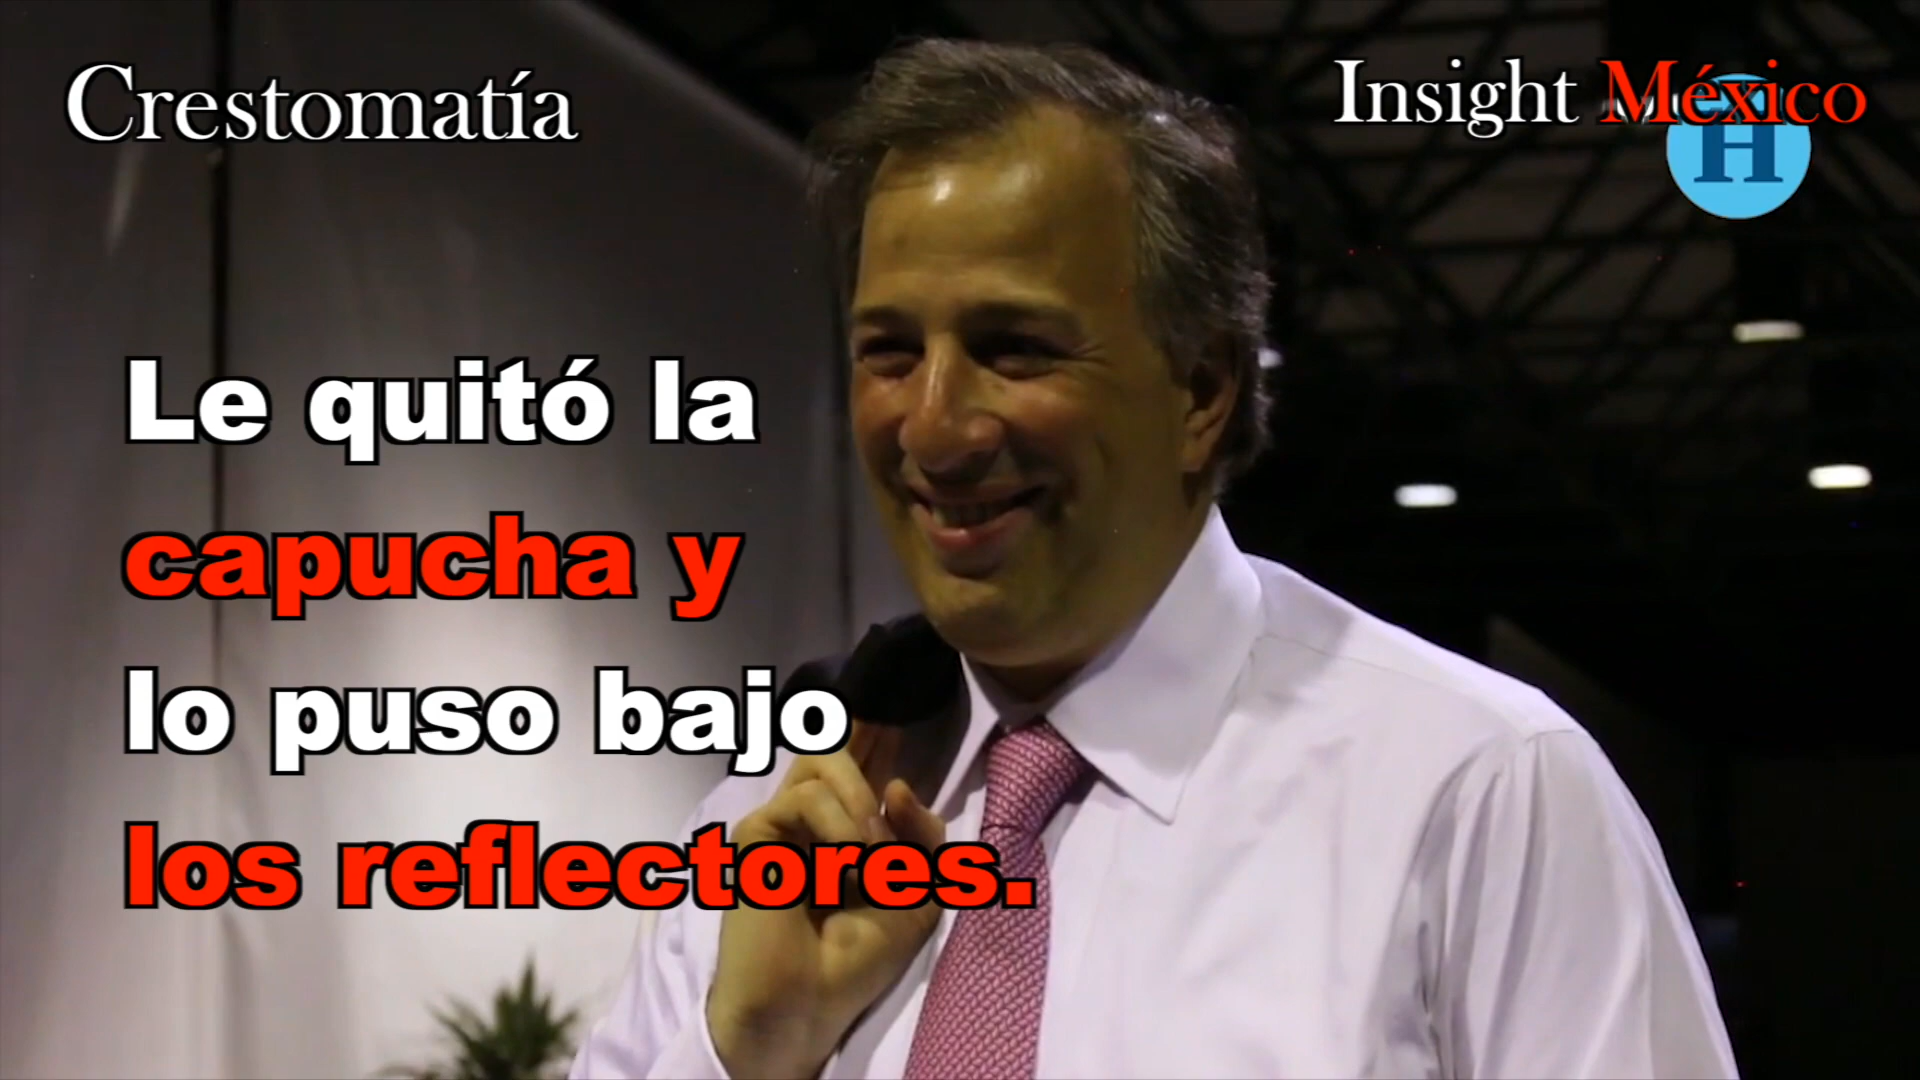 Crestomatía
Insight México
H
Le quitó la
capucha y
lo puso bajo
los reflectores.